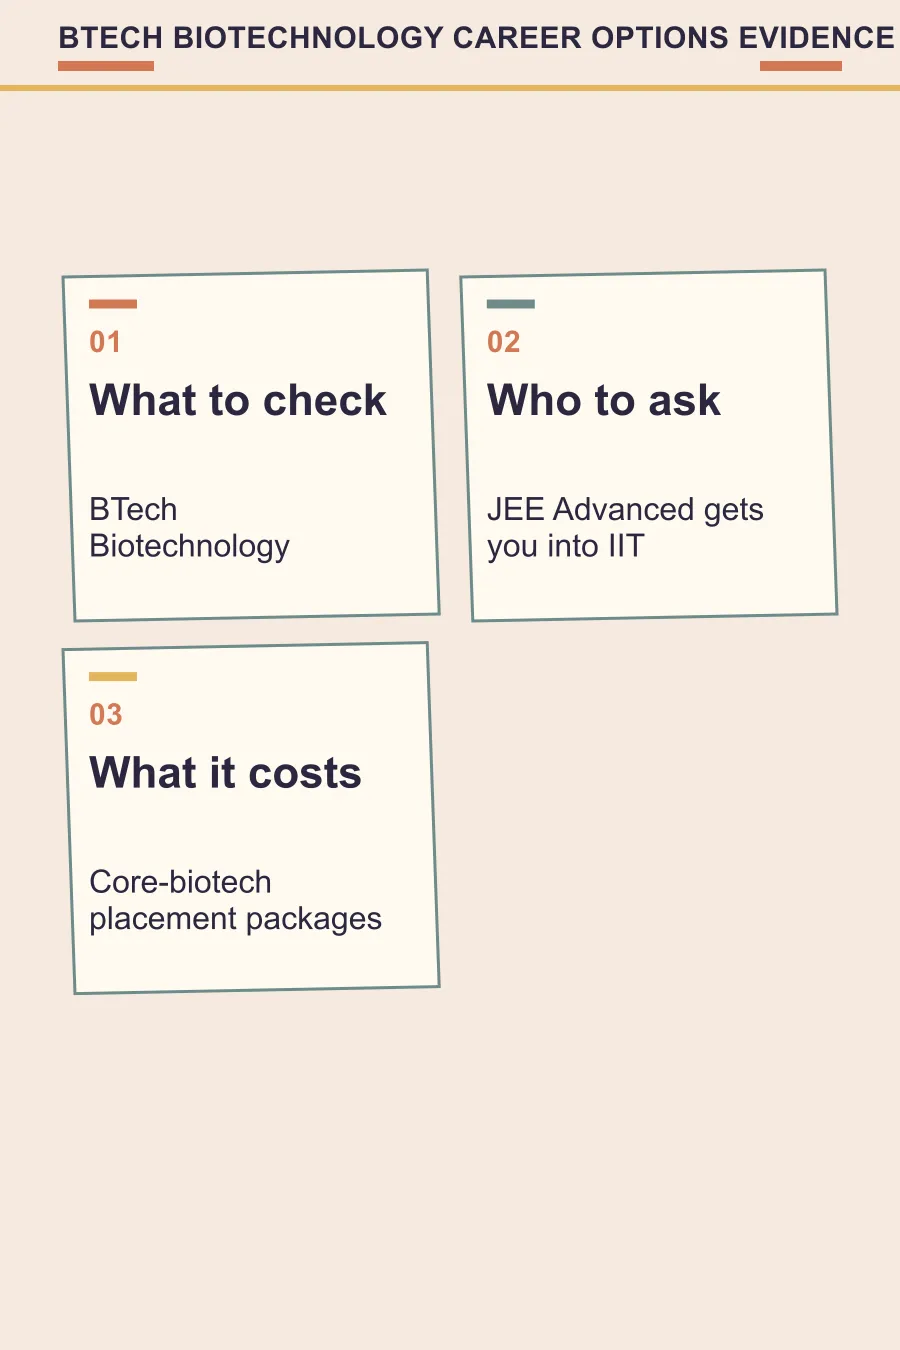 BTECH BIOTECHNOLOGY CAREER OPTIONS EVIDENCE
01
What to check
BTech
Biotechnology
02
Who to ask
JEE Advanced gets
you into IIT
03
What it costs
Core-biotech
placement packages